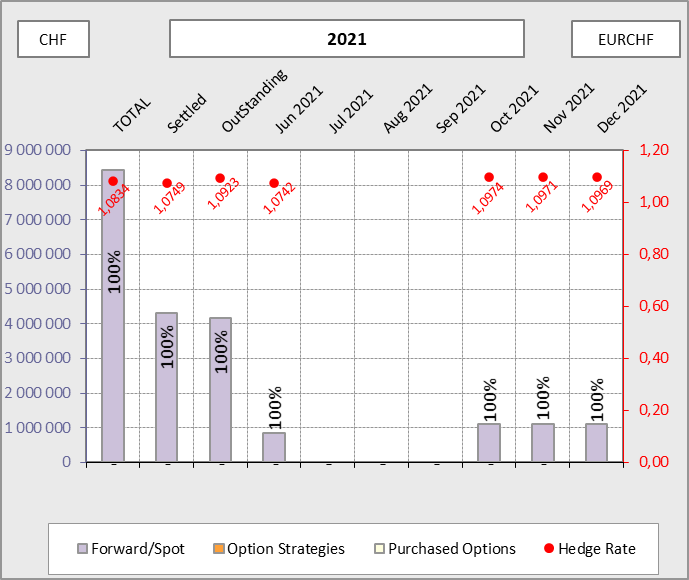 CHF
2021
EURCHF
TOTAL
Settled
OutStanding
Jun 2021
Jul 2021
Aug 2021
Sep 2021
Oct 2021
Nov 2021
Dec 2021
9 000 000
8 000 000
7 000 000
6 000 000
5 000 000
4 000 000
3 000 000
2 000 000
1 000 000
0
1,20
1,00
0,80
0,60
0,40
0,20
0,00
1,0834
1,0749
1,0923
1,0742
1,0974
1,0971
1,0969
100%
100%
100%
100%
100%
100%
100%
- - - - - - - - - -
Forward/Spot
Option Strategies
Purchased Options
Hedge Rate